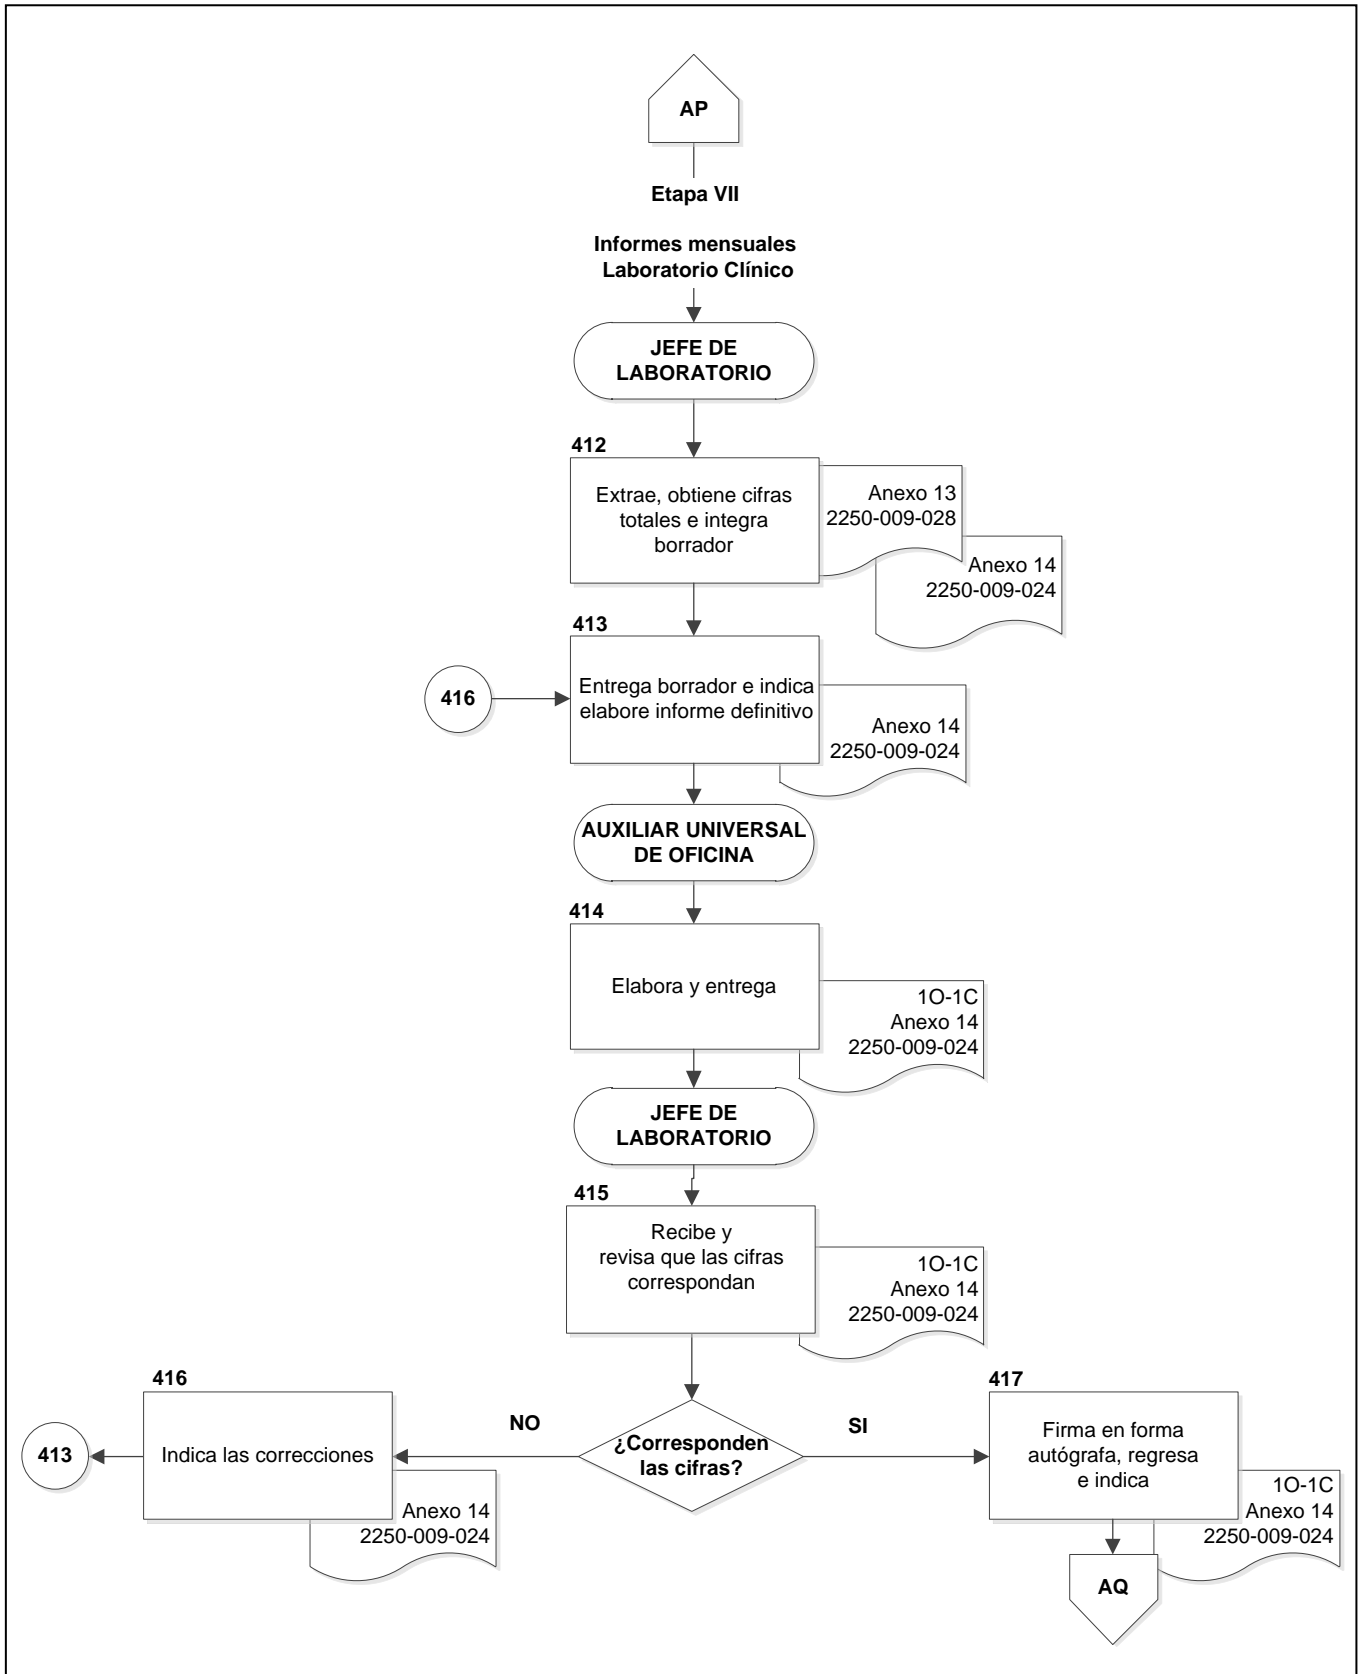 AP
Etapa VII
Informes mensuales
Laboratorio Clínico
JEFE DE
LABORATORIO
412
Extrae, obtiene cifras
totales e integra
borrador
Anexo 13
2250-009-028
Anexo 14
2250-009-024
413
416
Entrega borrador e indica
elabore informe definitivo
Anexo 14
2250-009-024
AUXILIAR UNIVERSAL
DE OFICINA
414
Elabora y entrega
1O-1C
Anexo 14
2250-009-024
JEFE DE
LABORATORIO
415
Recibe y
revisa que las cifras
correspondan
1O-1C
Anexo 14
2250-009-024
¿Corresponden
las cifras?
NO
416
Indica las correcciones
Anexo 14
2250-009-024
413
SI
417
Firma en forma
autógrafa, regresa
e indica
1O-1C
Anexo 14
2250-009-024
AQ